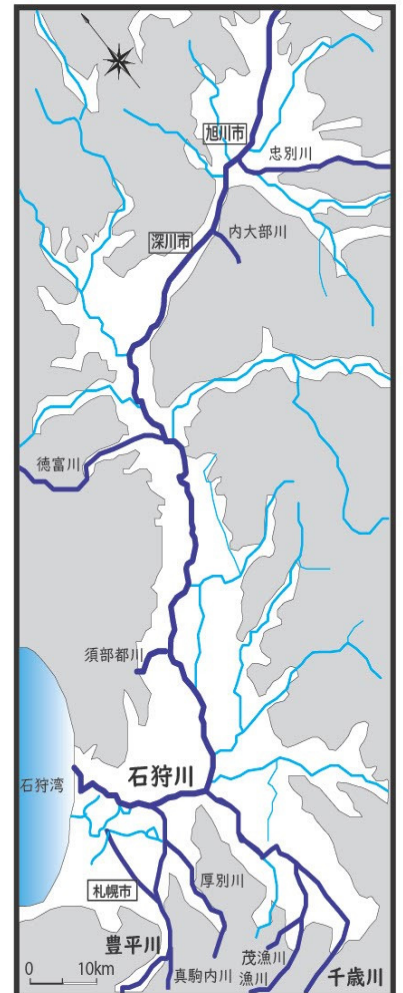 旭川市
忠別川
深川市
内大部川
徳富川
須部都川
石狩川
石狩湾
札幌市
厚別川
豊平川
茂漁川
漁川
真駒内川
千歳川
0 10km